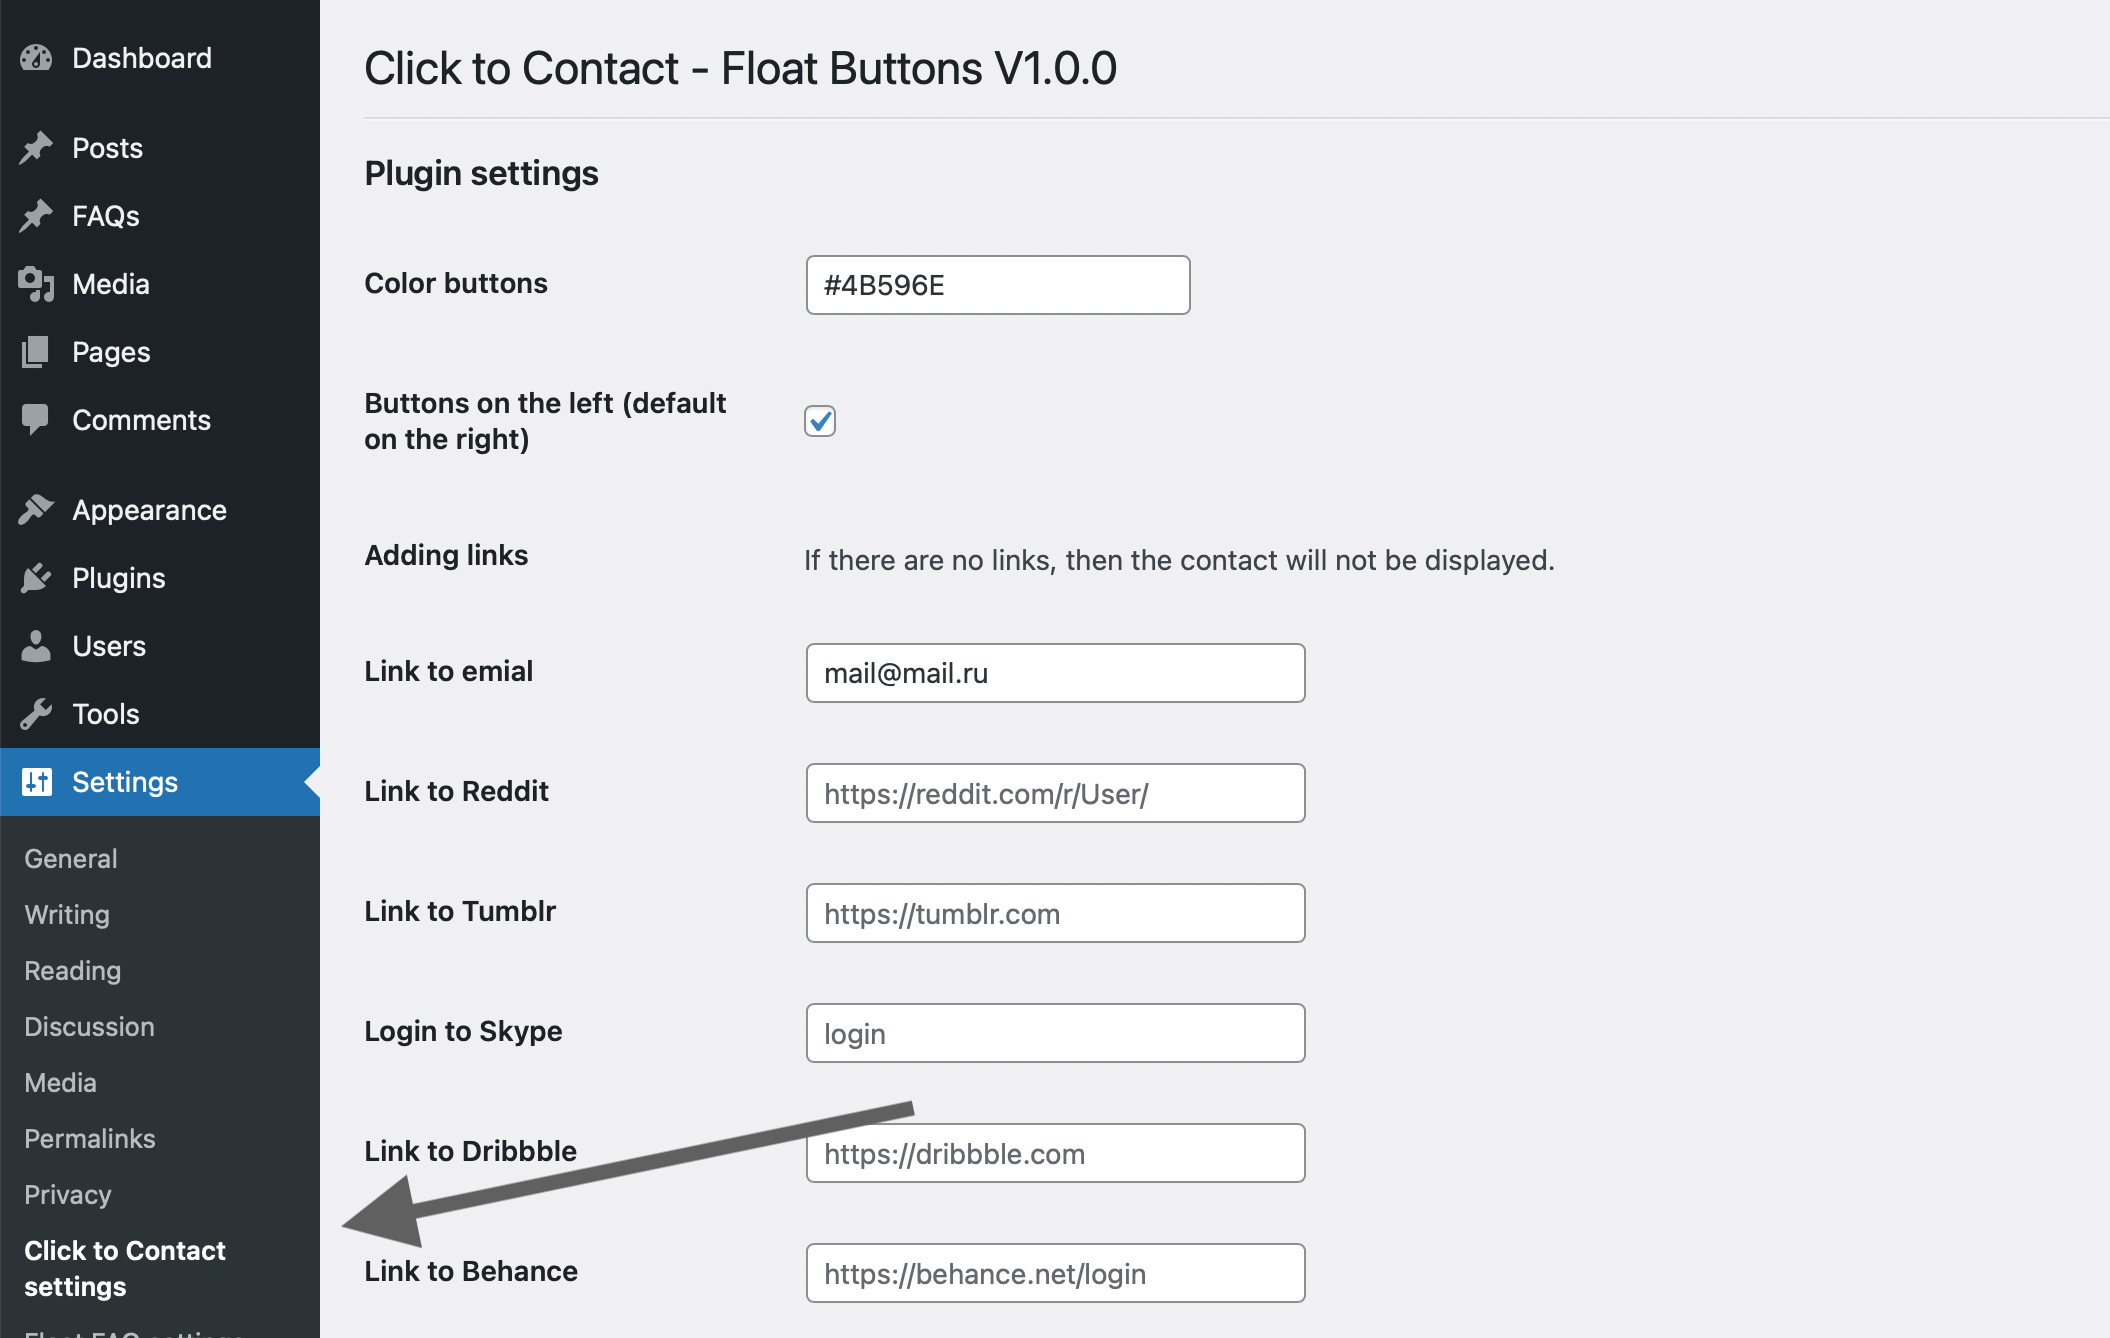 Dashboard
Posts
FAQs
Media
Pages
Comments
Appearance
Plugins
Users
Tools
Settings
General
Writing
Reading
Discussion
Media
Permalinks
Privacy
Click to Contact
settings
Float FAQ settings
Click to Contact - Float Buttons V1.0.0
Plugin settings
Color buttons
#4B596E
Buttons on the left (default
on the right)
Adding links
If there are no links, then the contact will not be displayed.
Link to emial
mail@mail.ru
Link to Reddit
https://reddit.com/r/User/
Link to Tumblr
https://tumblr.com
Login to Skype
login
Link to Dribbble
https://dribbble.com
Link to Behance
https://behance.net/login